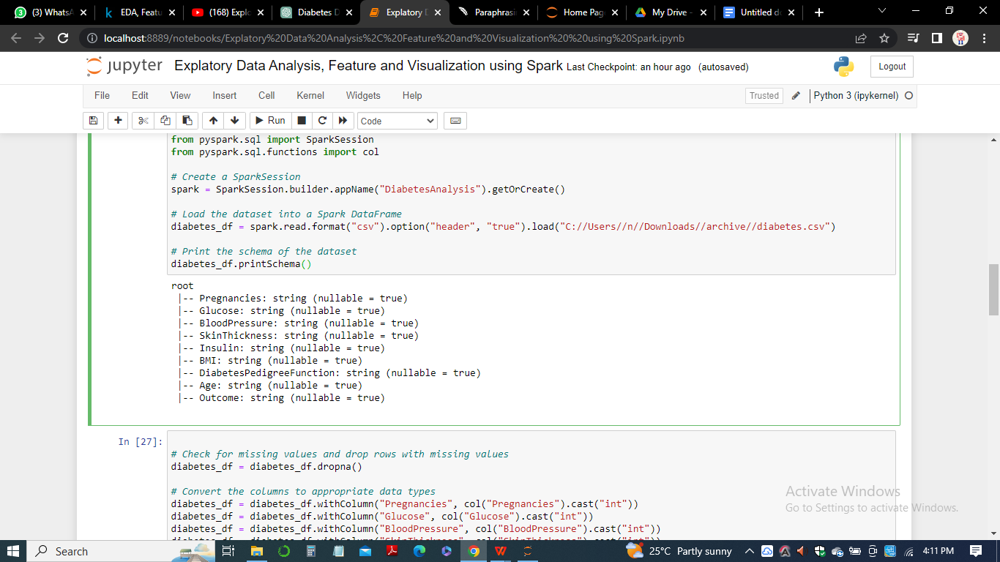 (3) WhatsA
EDA, Featu
(168) Explo
Diabetes D
Explatory D
Paraphrasin
Home Page
My Drive -
Untitled do
localhost:8889/notebooks/Explatory%20Data%20Analysis%2C%20Feature%20and%20Visualization%20%20using%20Spark.ipynb
jupyter Explatory Data Analysis, Feature and Visualization using Spark Last Checkpoint: an hour ago (autosaved)
Logout
File Edit View Insert Cell Kernel Widgets Help
Trusted
Python 3 (ipykernel)
Run
Code
from pyspark.sql import SparkSession
from pyspark.sql.functions import col
# Create a SparkSession
spark = SparkSession.builder.appName("DiabetesAnalysis").getOrCreate()
# Load the dataset into a Spark DataFrame
diabetes_df = spark.read.format("csv").option("header", "true").load("C://Users//n//Downloads//archive//diabetes.csv")
# Print the schema of the dataset
diabetes_df.printSchema()
root
|-- Pregnancies: string (nullable = true)
|-- Glucose: string (nullable = true)
|-- BloodPressure: string (nullable = true)
|-- SkinThickness: string (nullable = true)
|-- Insulin: string (nullable = true)
|-- BMI: string (nullable = true)
|-- DiabetesPedigreeFunction: string (nullable = true)
|-- Age: string (nullable = true)
|-- Outcome: string (nullable = true)
In [27]:
# Check for missing values and drop rows with missing values
diabetes_df = diabetes_df.dropna()
# Convert the columns to appropriate data types
diabetes_df = diabetes_df.withColumn("Pregnancies", col("Pregnancies").cast("int"))
diabetes_df = diabetes_df.withColumn("Glucose", col("Glucose").cast("int"))
diabetes_df = diabetes_df.withColumn("BloodPressure", col("BloodPressure").cast("int"))
Activate Windows
Go to Settings to activate Windows.
Search
25°C Partly sunny
4:11 PM